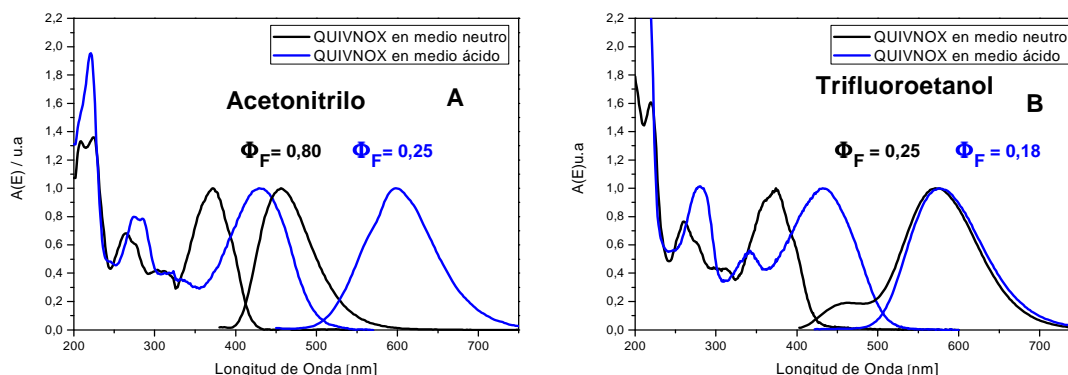 QUIVNOX en medio neutro
QUIVNOX en medio ácido
Acetonitrilo
A
ΦF = 0,80 ΦF = 0,25
A(E) / u.a
2,2
2,0
1,8
1,6
1,4
1,2
1,0
0,8
0,6
0,4
0,2
0,0
200 300 400 500 600 700
Longitud de Onda [nm]
QUIVNOX en medio neutro
QUIVNOX en medio ácido
Trifluoroetanol
B
ΦF = 0,25 ΦF = 0,18
A(E)u.a
2,2
2,0
1,8
1,6
1,4
1,2
1,0
0,8
0,6
0,4
0,2
0,0
200 300 400 500 600 700
Longitud de Onda [nm]